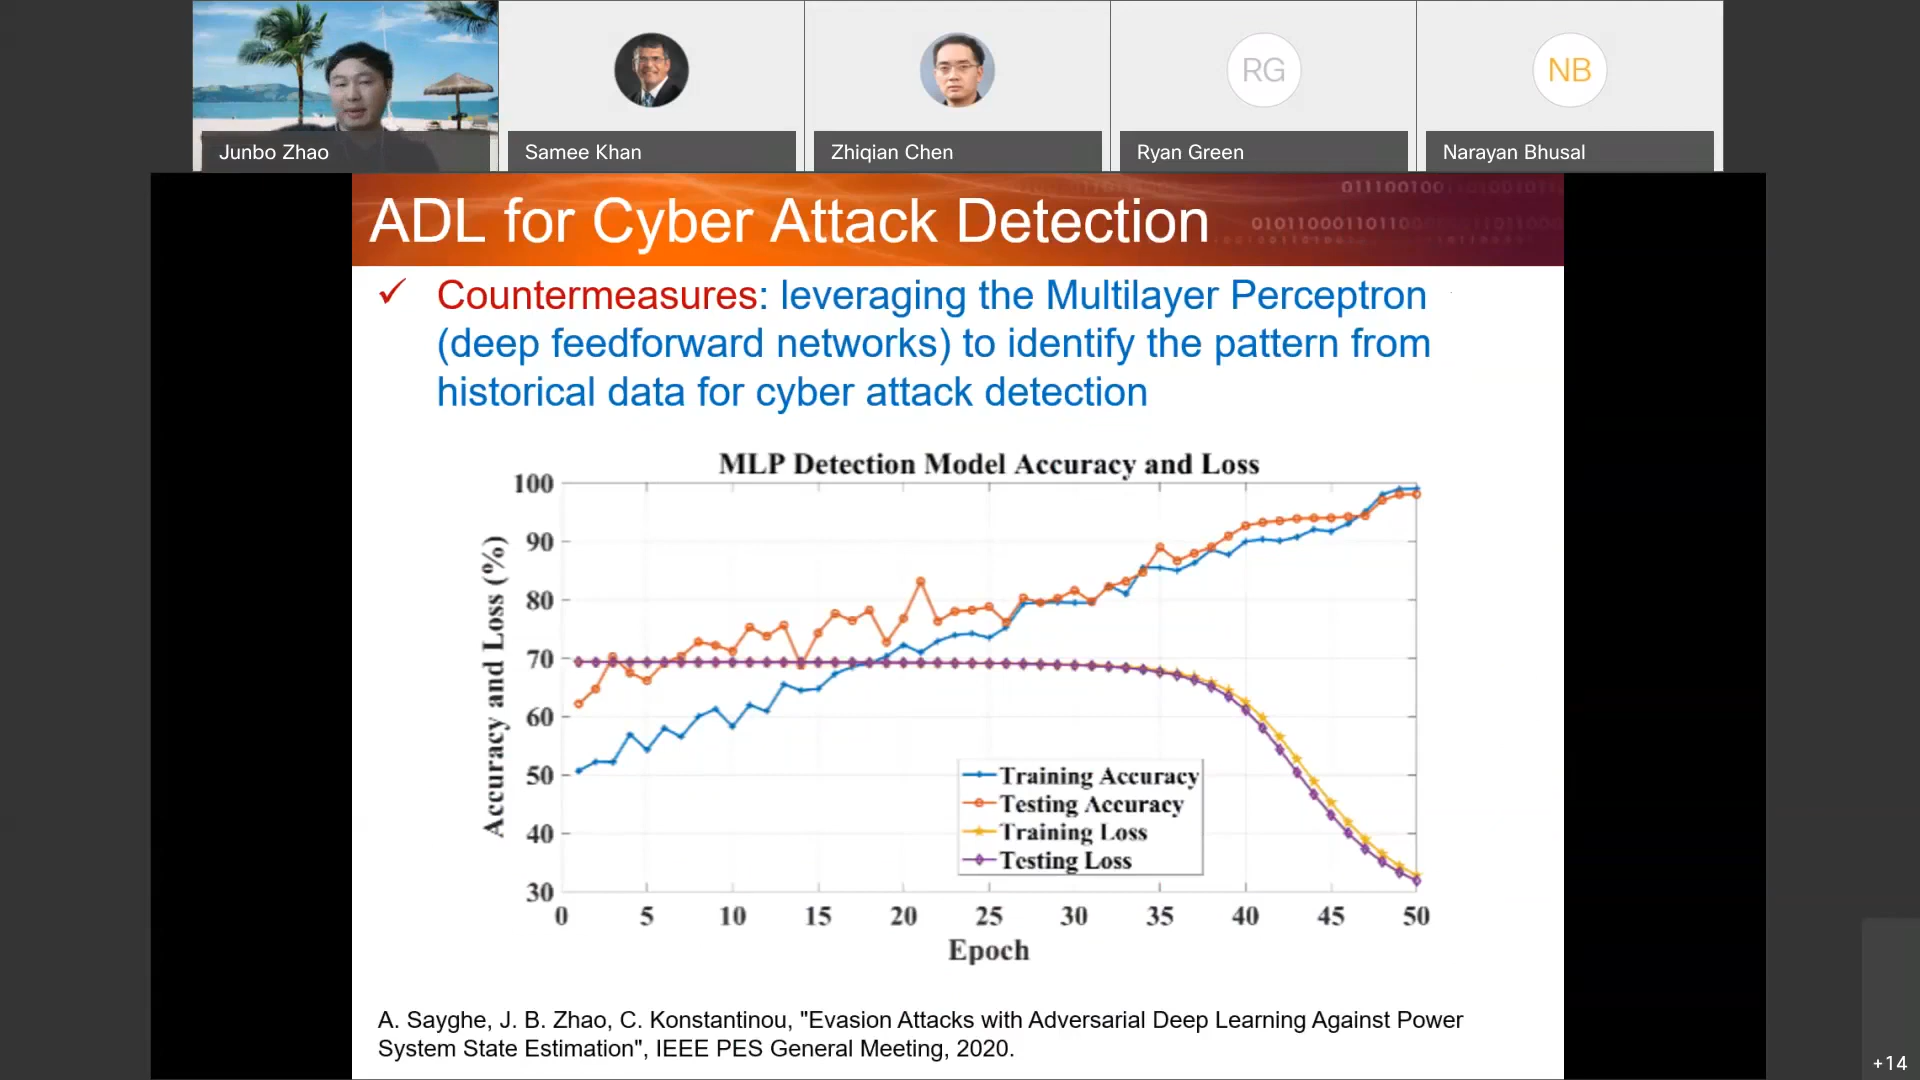 Junbo Zhao
Samee Khan
Zhiqian Chen
RG
Ryan Green
NB
Narayan Bhusal
ADL for Cyber Attack Detection
✓ Countermeasures: leveraging the Multilayer Perceptron
(deep feedforward networks) to identify the pattern from
historical data for cyber attack detection
MLP Detection Model Accuracy and Loss
Accuracy and Loss (%)
100
90
80
70
60
50
40
30
Training Accuracy
Testing Accuracy
Training Loss
Testing Loss
0 5 10 15 20 25 30 35 40 45 50
Epoch
A. Sayghe, J. B. Zhao, C. Konstantinou, "Evasion Attacks with Adversarial Deep Learning Against Power
System State Estimation", IEEE PES General Meeting, 2020.
+14